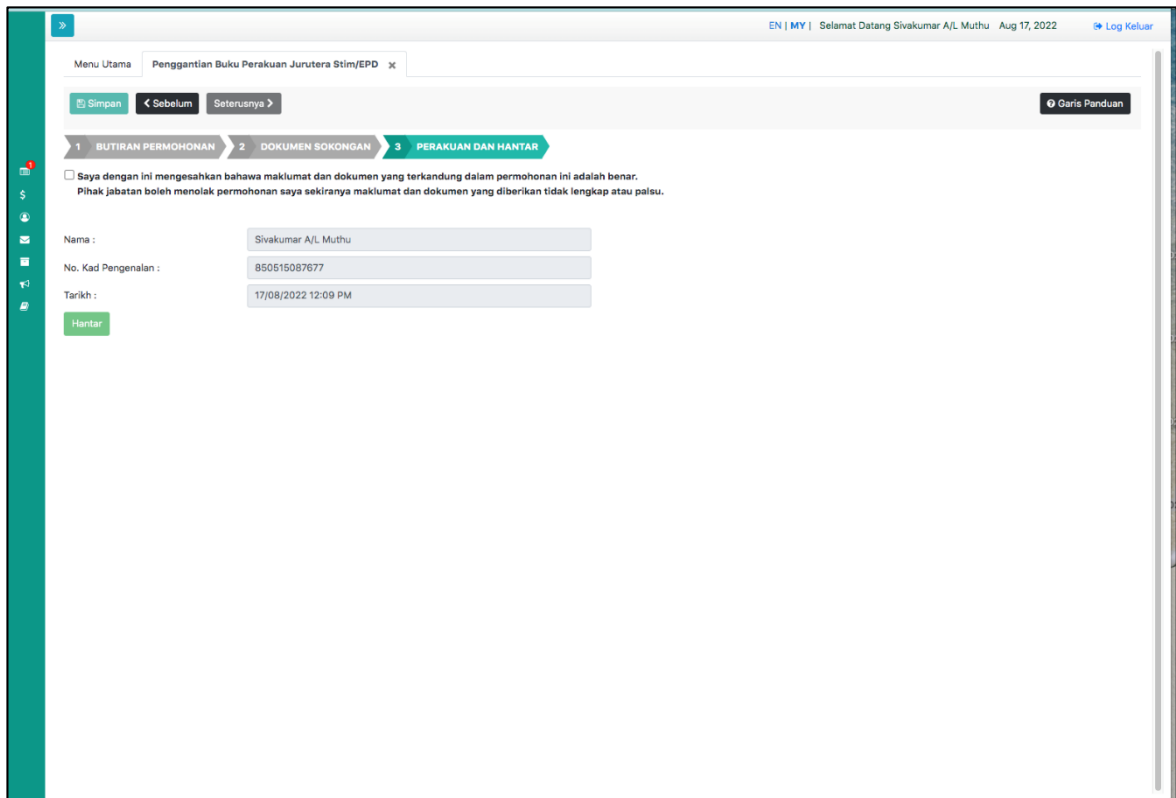 EN | MY | Selamat Datang Sivakumar A/L Muthu Aug 17, 2022 Log Keluar
Menu Utama Penggantian Buku Perakuan Jurutera Stim/EPD x
Simpan Sebelum Seterusnya Garis Panduan
1 BUTIRAN PERMOHONAN 2 DOKUMEN SOKONGAN 3 PERAKUAN DAN HANTAR
1
Saya dengan ini mengesahkan bahawa maklumat dan dokumen yang terkandung dalam permohonan ini adalah benar.
Pihak jabatan boleh menolak permohonan saya sekiranya maklumat dan dokumen yang diberikan tidak lengkap atau palsu.
Nama : Sivakumar A/L Muthu
No. Kad Pengenalan : 850515087677
Tarikh : 17/08/2022 12:09 PM
Hantar